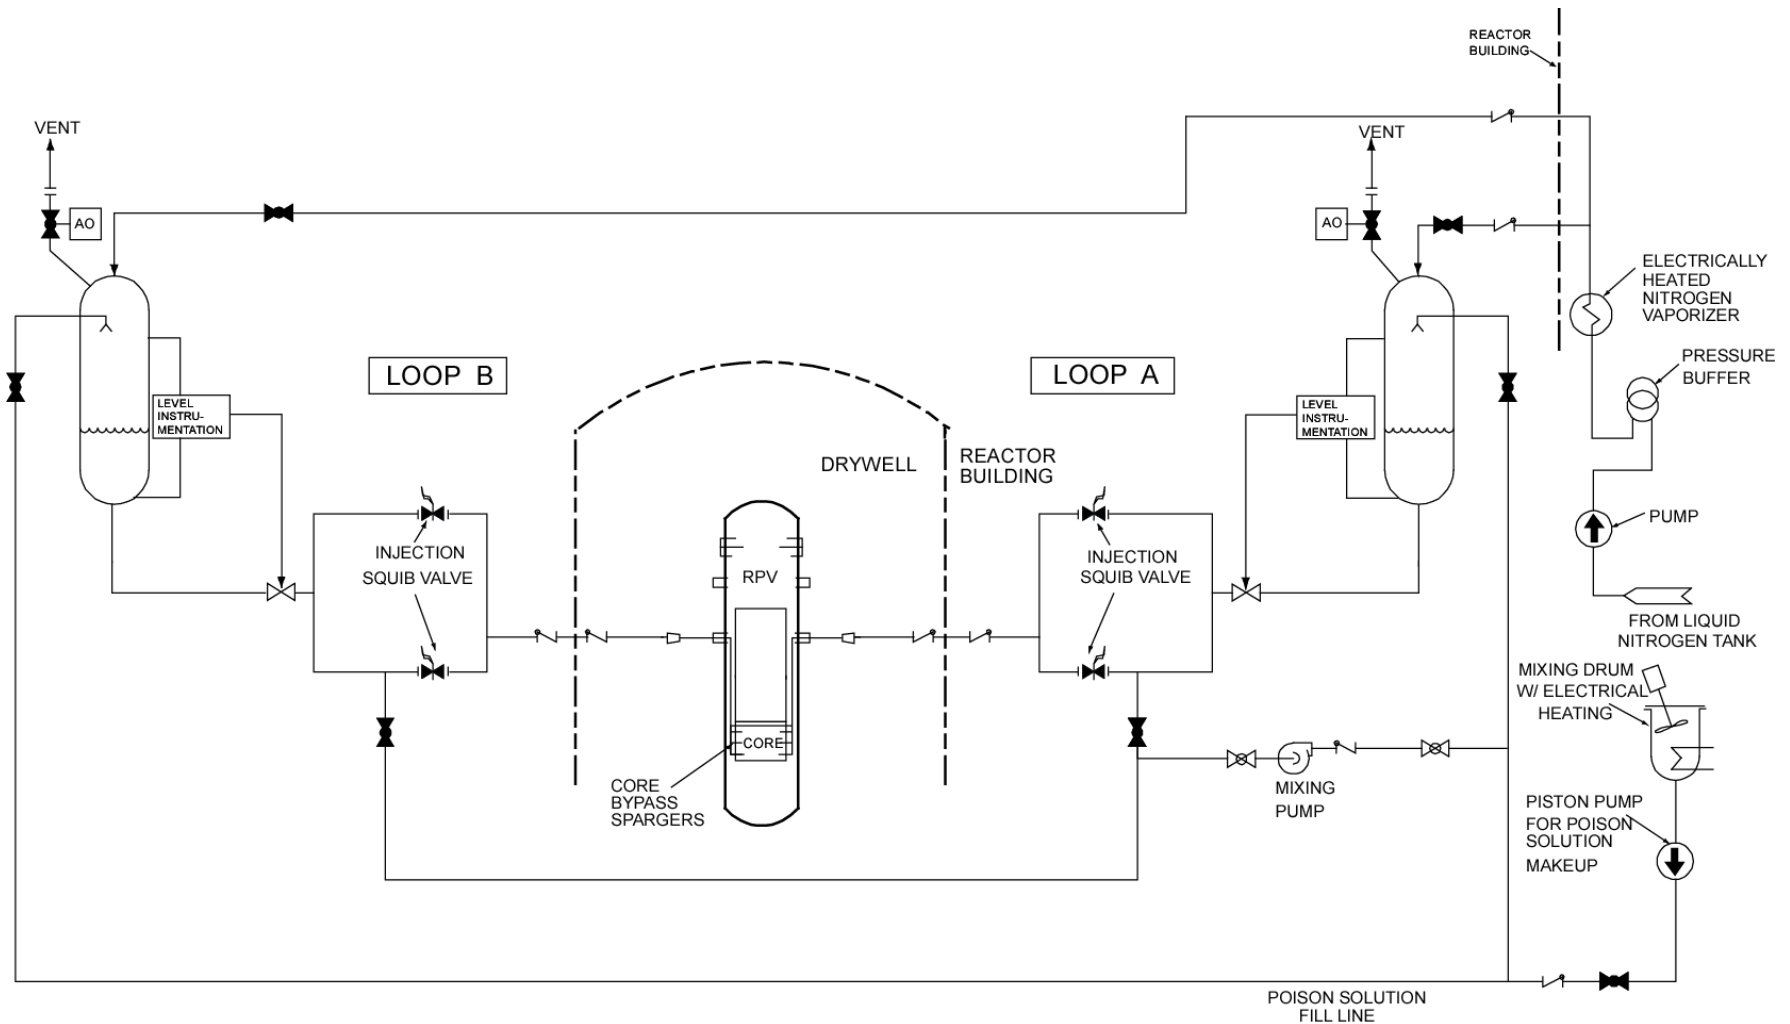 REACTOR
BUILDING
VENT
VENT
AO
AO
ELECTRICALLY
HEATED
NITROGEN
VAPORIZER
PRESSURE
BUFFER
LOOP B
LOOP A
LEVEL
INSTRU-
MENTATION
LEVEL
INSTRU-
MENTATION
DRYWELL
REACTOR
BUILDING
PUMP
INJECTION
SQUIB VALVE
RPV
INJECTION
SQUIB VALVE
FROM LIQUID
NITROGEN TANK
MIXING DRUM
W/ ELECTRICAL
HEATING
CORE
CORE
BYPASS
SPARGERS
MIXING
PUMP
PISTON PUMP
FOR POISON
SOLUTION
MAKEUP
POISON SOLUTION
FILL LINE